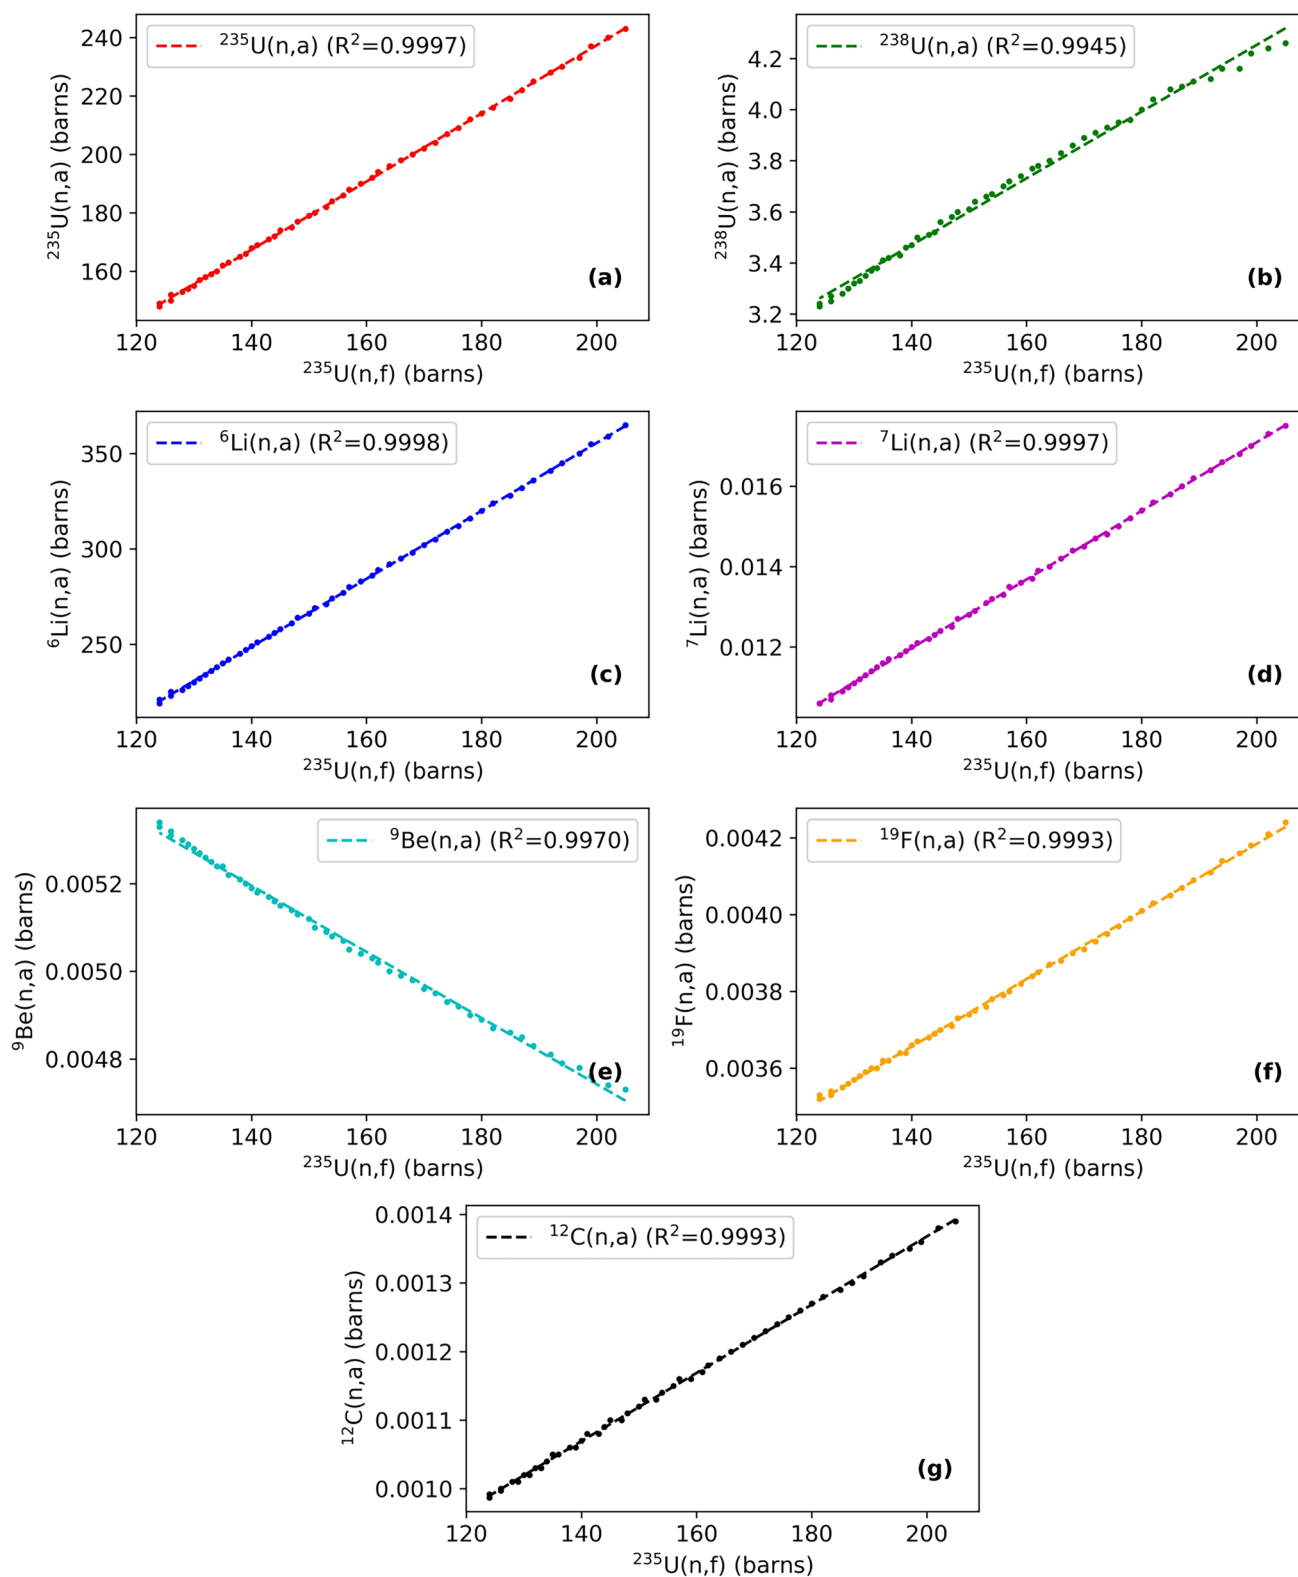 ²³⁵U(n,a) (R²=0.9997)
240
220
200
180
160
²³⁵U(n,a) (barns)
(a)
120 140 160 180 200
²³⁵U(n,f) (barns)
²³⁸U(n,a) (R²=0.9945)
4.2
4.0
3.8
3.6
3.4
3.2
²³⁸U(n,a) (barns)
(b)
120 140 160 180 200
²³⁵U(n,f) (barns)
⁶Li(n,a) (R²=0.9998)
350
300
250
⁶Li(n,a) (barns)
(c)
120 140 160 180 200
²³⁵U(n,f) (barns)
⁷Li(n,a) (R²=0.9997)
0.016
0.014
0.012
⁷Li(n,a) (barns)
(d)
120 140 160 180 200
²³⁵U(n,f) (barns)
⁹Be(n,a) (R²=0.9970)
0.0052
0.0050
0.0048
⁹Be(n,a) (barns)
(e)
120 140 160 180 200
²³⁵U(n,f) (barns)
¹⁹F(n,a) (R²=0.9993)
0.0042
0.0040
0.0038
0.0036
¹⁹F(n,a) (barns)
(f)
120 140 160 180 200
²³⁵U(n,f) (barns)
¹²C(n,a) (R²=0.9993)
0.0014
0.0013
0.0012
0.0011
0.0010
¹²C(n,a) (barns)
(g)
120 140 160 180 200
²³⁵U(n,f) (barns)